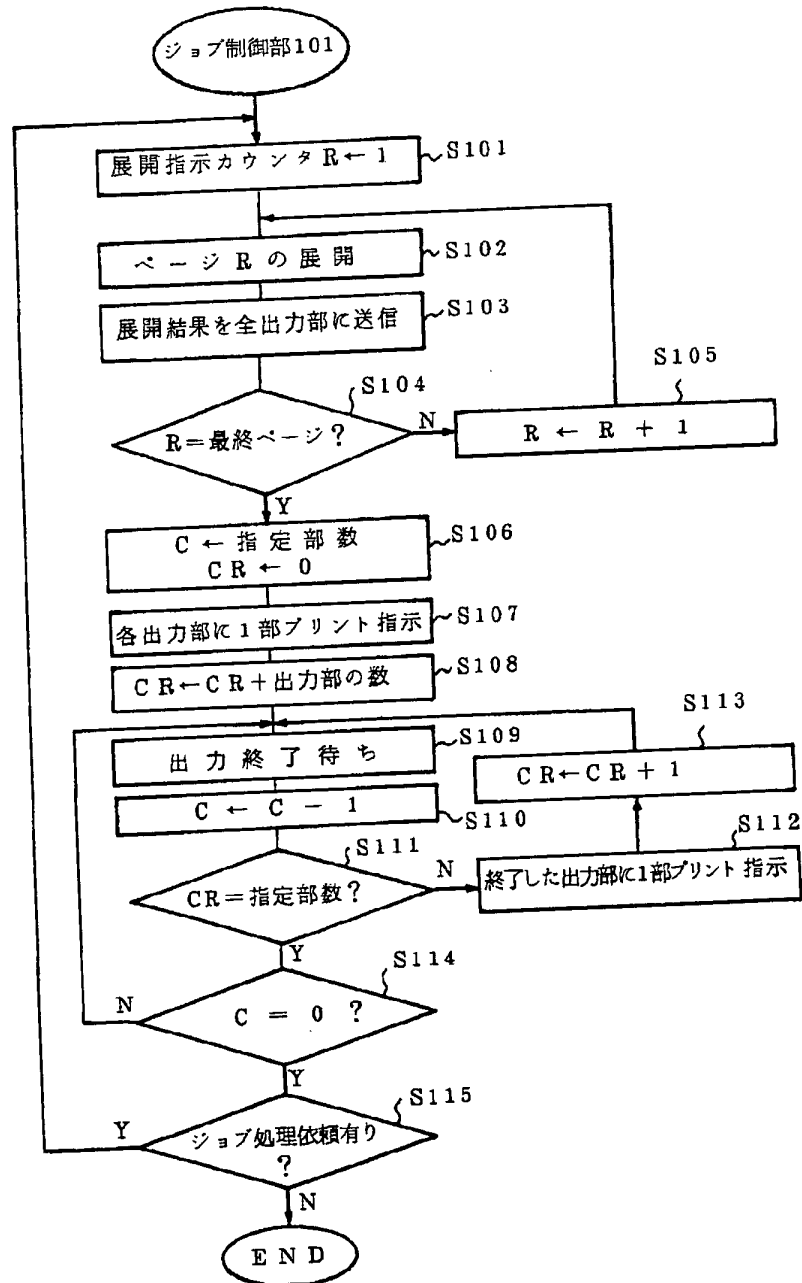 ジョブ制御部101
展開指示カウンタR←1
S101
ページRの展開
S102
展開結果を全出力部に送信
S103
S104
R=最終ページ?
N
S105
R ← R + 1
Y
C ← 指定部数
CR ← 0
S106
各出力部に1部プリント指示
S107
CR←CR+出力部の数
S108
出力終了待ち
S109
C ← C - 1
S110
S111
CR=指定部数?
N
S112
終了した出力部に1部プリント指示
S113
CR←CR+1
Y
S114
C = 0 ?
N
Y
S115
ジョブ処理依頼有り
?
Y
N
END